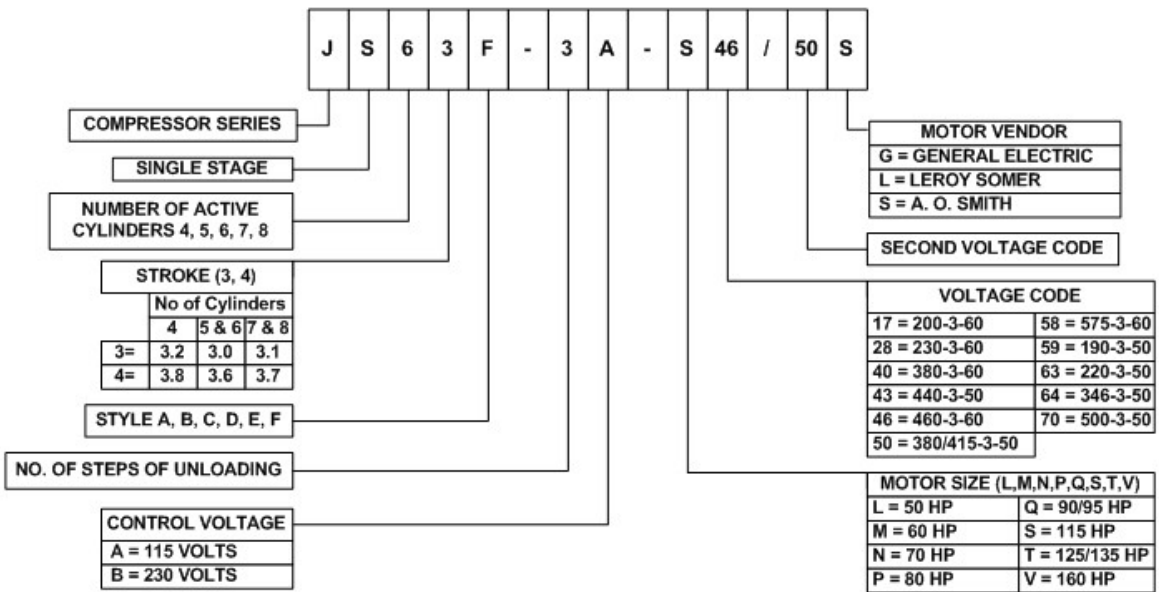 J S 6 3 F - 3 A - S 46 / 50 S
COMPRESSOR SERIES
SINGLE STAGE
NUMBER OF ACTIVE
CYLINDERS 4, 5, 6, 7, 8
STROKE (3, 4)
No of Cylinders
4 5 & 6 7 & 8
3= 3.2 3.0 3.1
4= 3.8 3.6 3.7
STYLE A, B, C, D, E, F
NO. OF STEPS OF UNLOADING
CONTROL VOLTAGE
A = 115 VOLTS
B = 230 VOLTS
MOTOR VENDOR
G = GENERAL ELECTRIC
L = LEROY SOMER
S = A. O. SMITH
SECOND VOLTAGE CODE
VOLTAGE CODE
17 = 200-3-60 58 = 575-3-60
28 = 230-3-60 59 = 190-3-50
40 = 380-3-60 63 = 220-3-50
43 = 440-3-50 64 = 346-3-50
46 = 460-3-60 70 = 500-3-50
50 = 380/415-3-50
MOTOR SIZE (L,M,N,P,Q,S,T,V)
L = 50 HP Q = 90/95 HP
M = 60 HP S = 115 HP
N = 70 HP T = 125/135 HP
P = 80 HP V = 160 HP